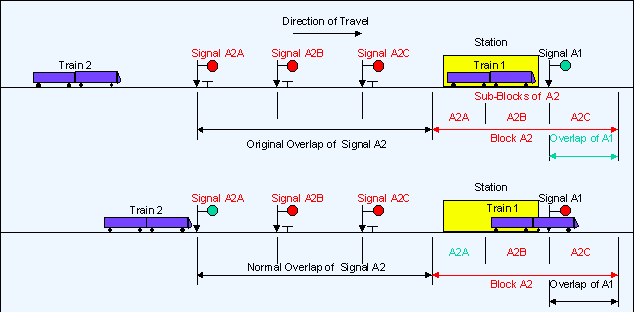 Direction of Travel
Station
Train 2
Signal A2A
Signal A2B
Signal A2C
Train 1
Signal A1
Sub-Blocks of A2
A2A
A2B
A2C
Original Overlap of Signal A2
Block A2
Overlap of A1
Station
Train 2
Signal A2A
Signal A2B
Signal A2C
Train 1
Signal A1
A2A
A2B
A2C
Normal Overlap of Signal A2
Block A2
Overlap of A1